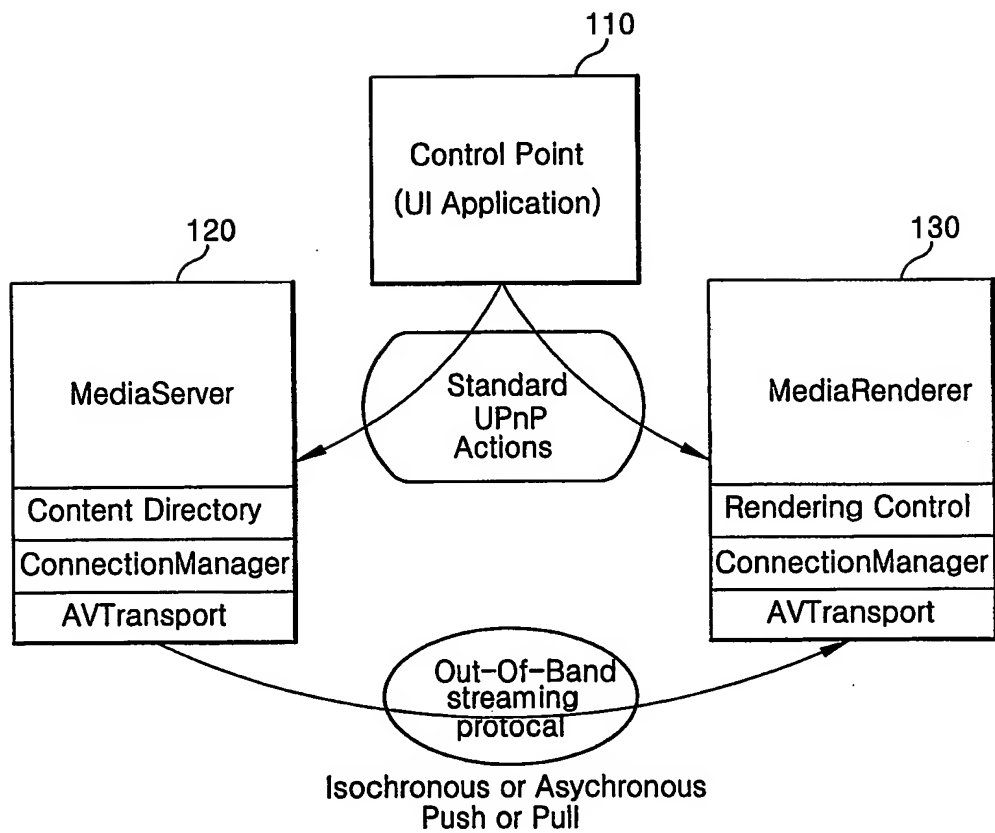 110
Control Point
(UI Application)
120
130
MediaServer
Standard
UPnP
Actions
MediaRenderer
Content Directory
ConnectionManager
AVTransport
Rendering Control
ConnectionManager
AVTransport
Out-Of-Band
streaming
protocal
Isochronous or Asychronous
Push or Pull